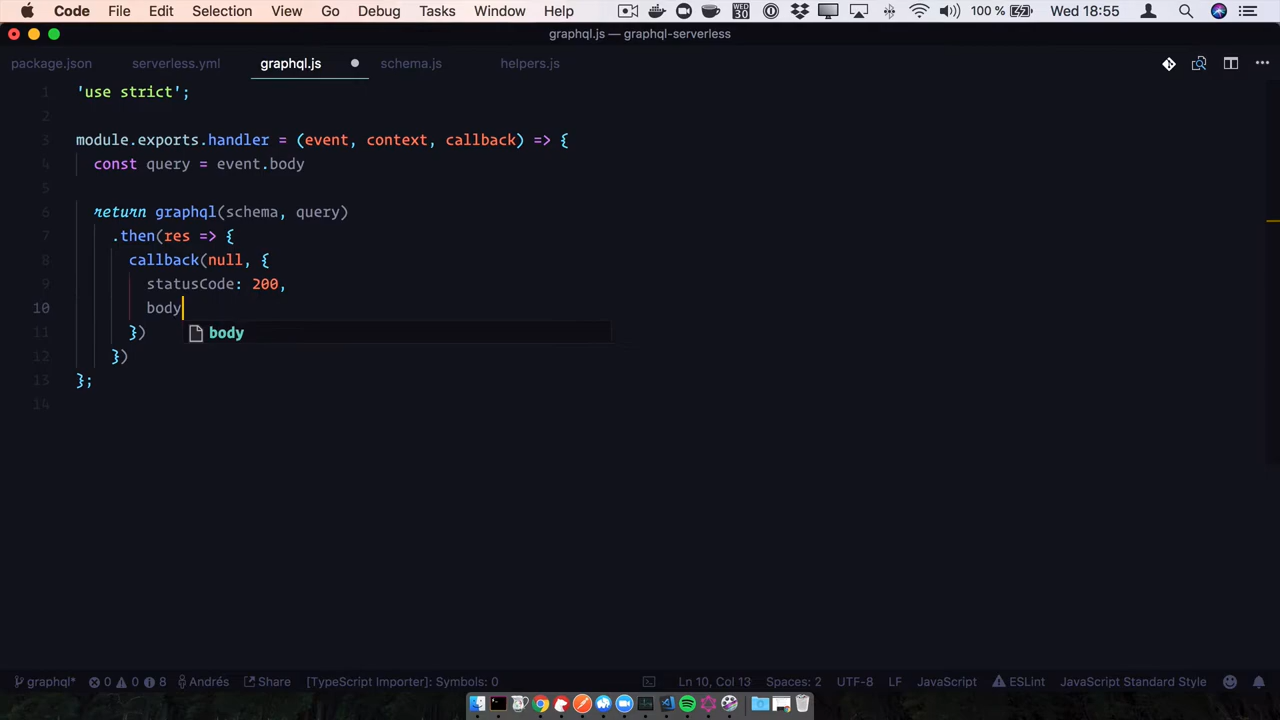 Code File Edit Selection View Go Debug Tasks Window Help WED 30 100 % Wed 18:55
graphql.js — graphql-serverless
package.json serverless.yml graphql.js schema.js helpers.js
1 'use strict';
2
3 module.exports.handler = (event, context, callback) => {
4 const query = event.body
5
6 return graphql(schema, query)
7 .then(res => {
8 callback(null, {
9 statusCode: 200,
10 body
11 })
body
12 })
13 };
14
graphql* 0 0 8 Andrés Share [TypeScript Importer]: Symbols: 0 Ln 10, Col 13 Spaces: 2 UTF-8 LF JavaScript ESLint JavaScript Standard Style